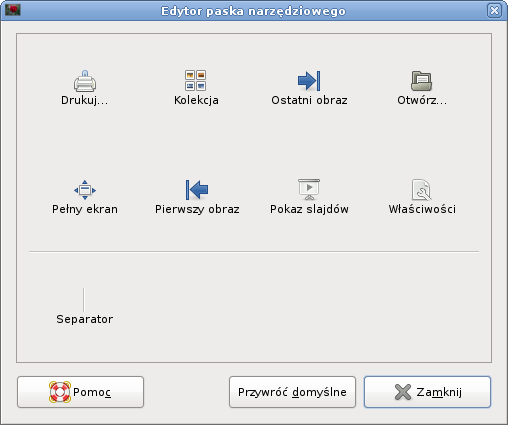 Edytor paska narzędziowego
Drukuj... Kolekcja Ostatni obraz Otwórz...
Pełny ekran Pierwszy obraz Pokaz slajdów Właściwości
Separator
Pomoc Przywróć domyślne Zamknij